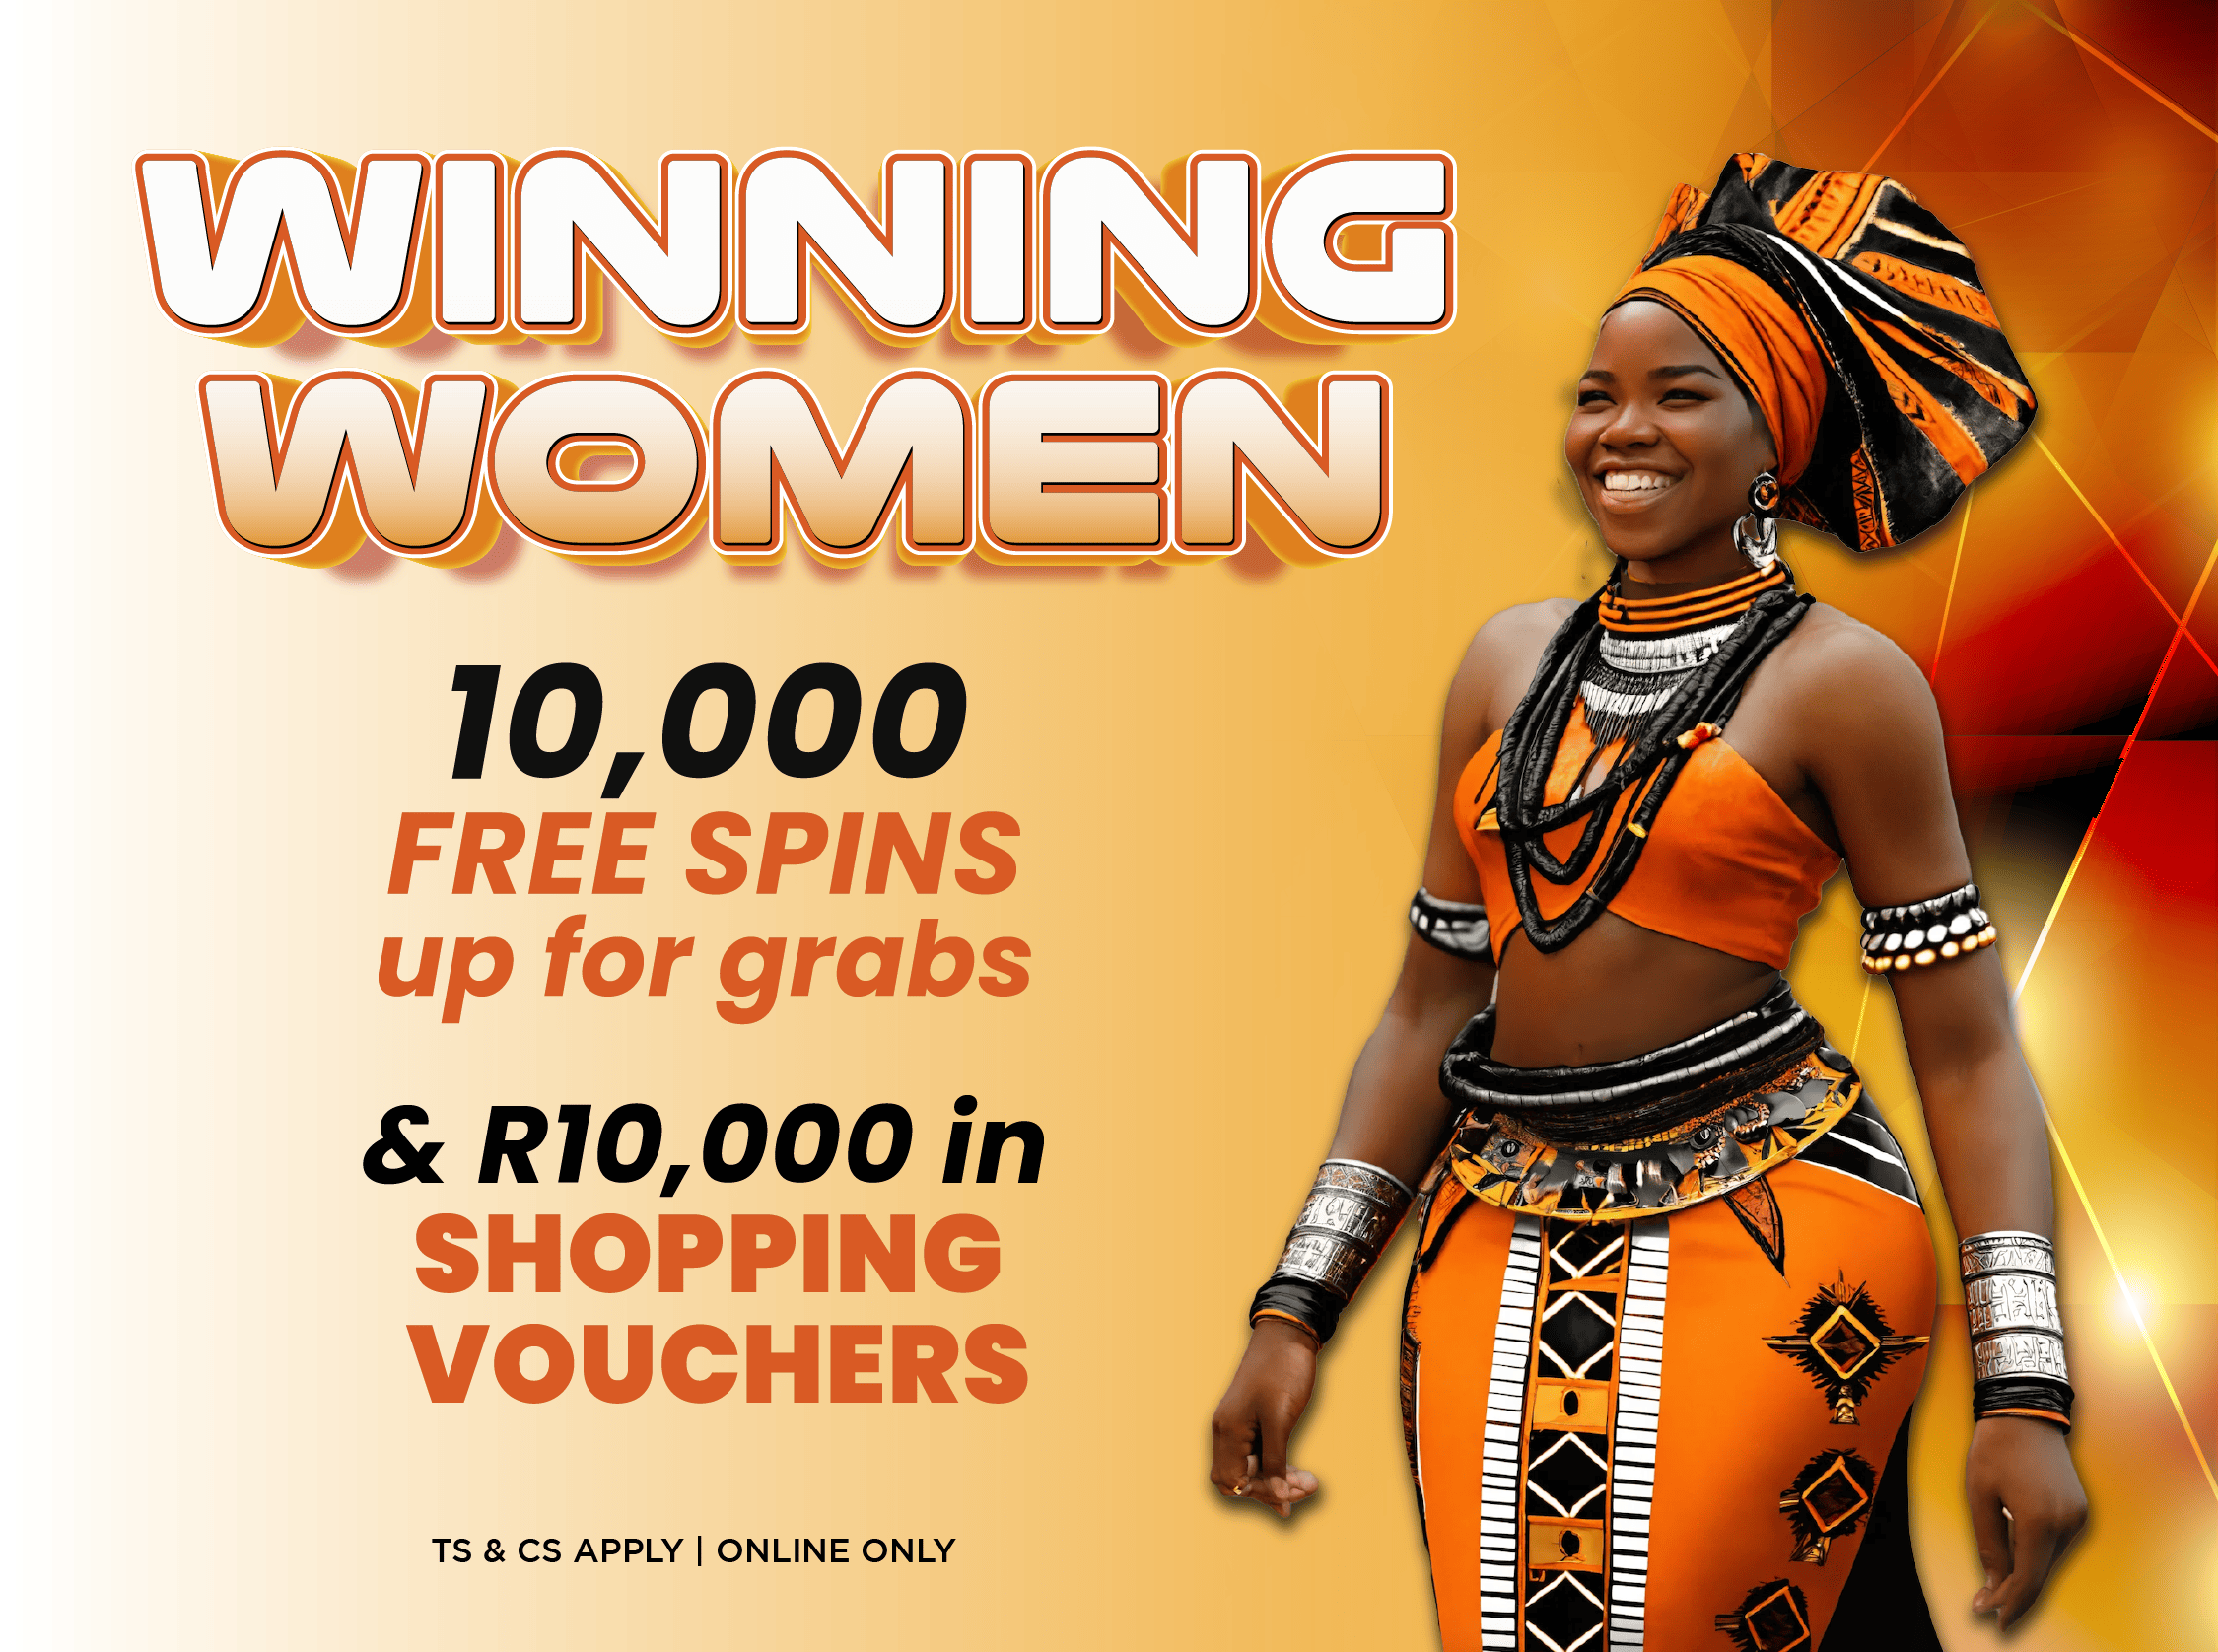 WINNING
WOMEN
10,000
FREE SPINS
up for grabs
& R10,000 in
SHOPPING
VOUCHERS
TS & CS APPLY | ONLINE ONLY